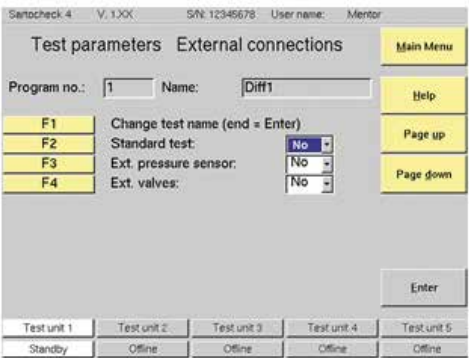 Sartocheck 4 V. 1.XX S/N: 12345678 User name: Mentor
Test parameters External connections
Main Menu
Program no.: 1 Name: Diff1
Help
F1 Change test name (end = Enter)
F2 Standard test: No
Page up
F3 Ext. pressure sensor: No
Page down
F4 Ext. valves: No
Enter
Test unit 1 Test unit 2 Test unit 3 Test unit 4 Test unit 5
Standby Offline Offline Offline Offline